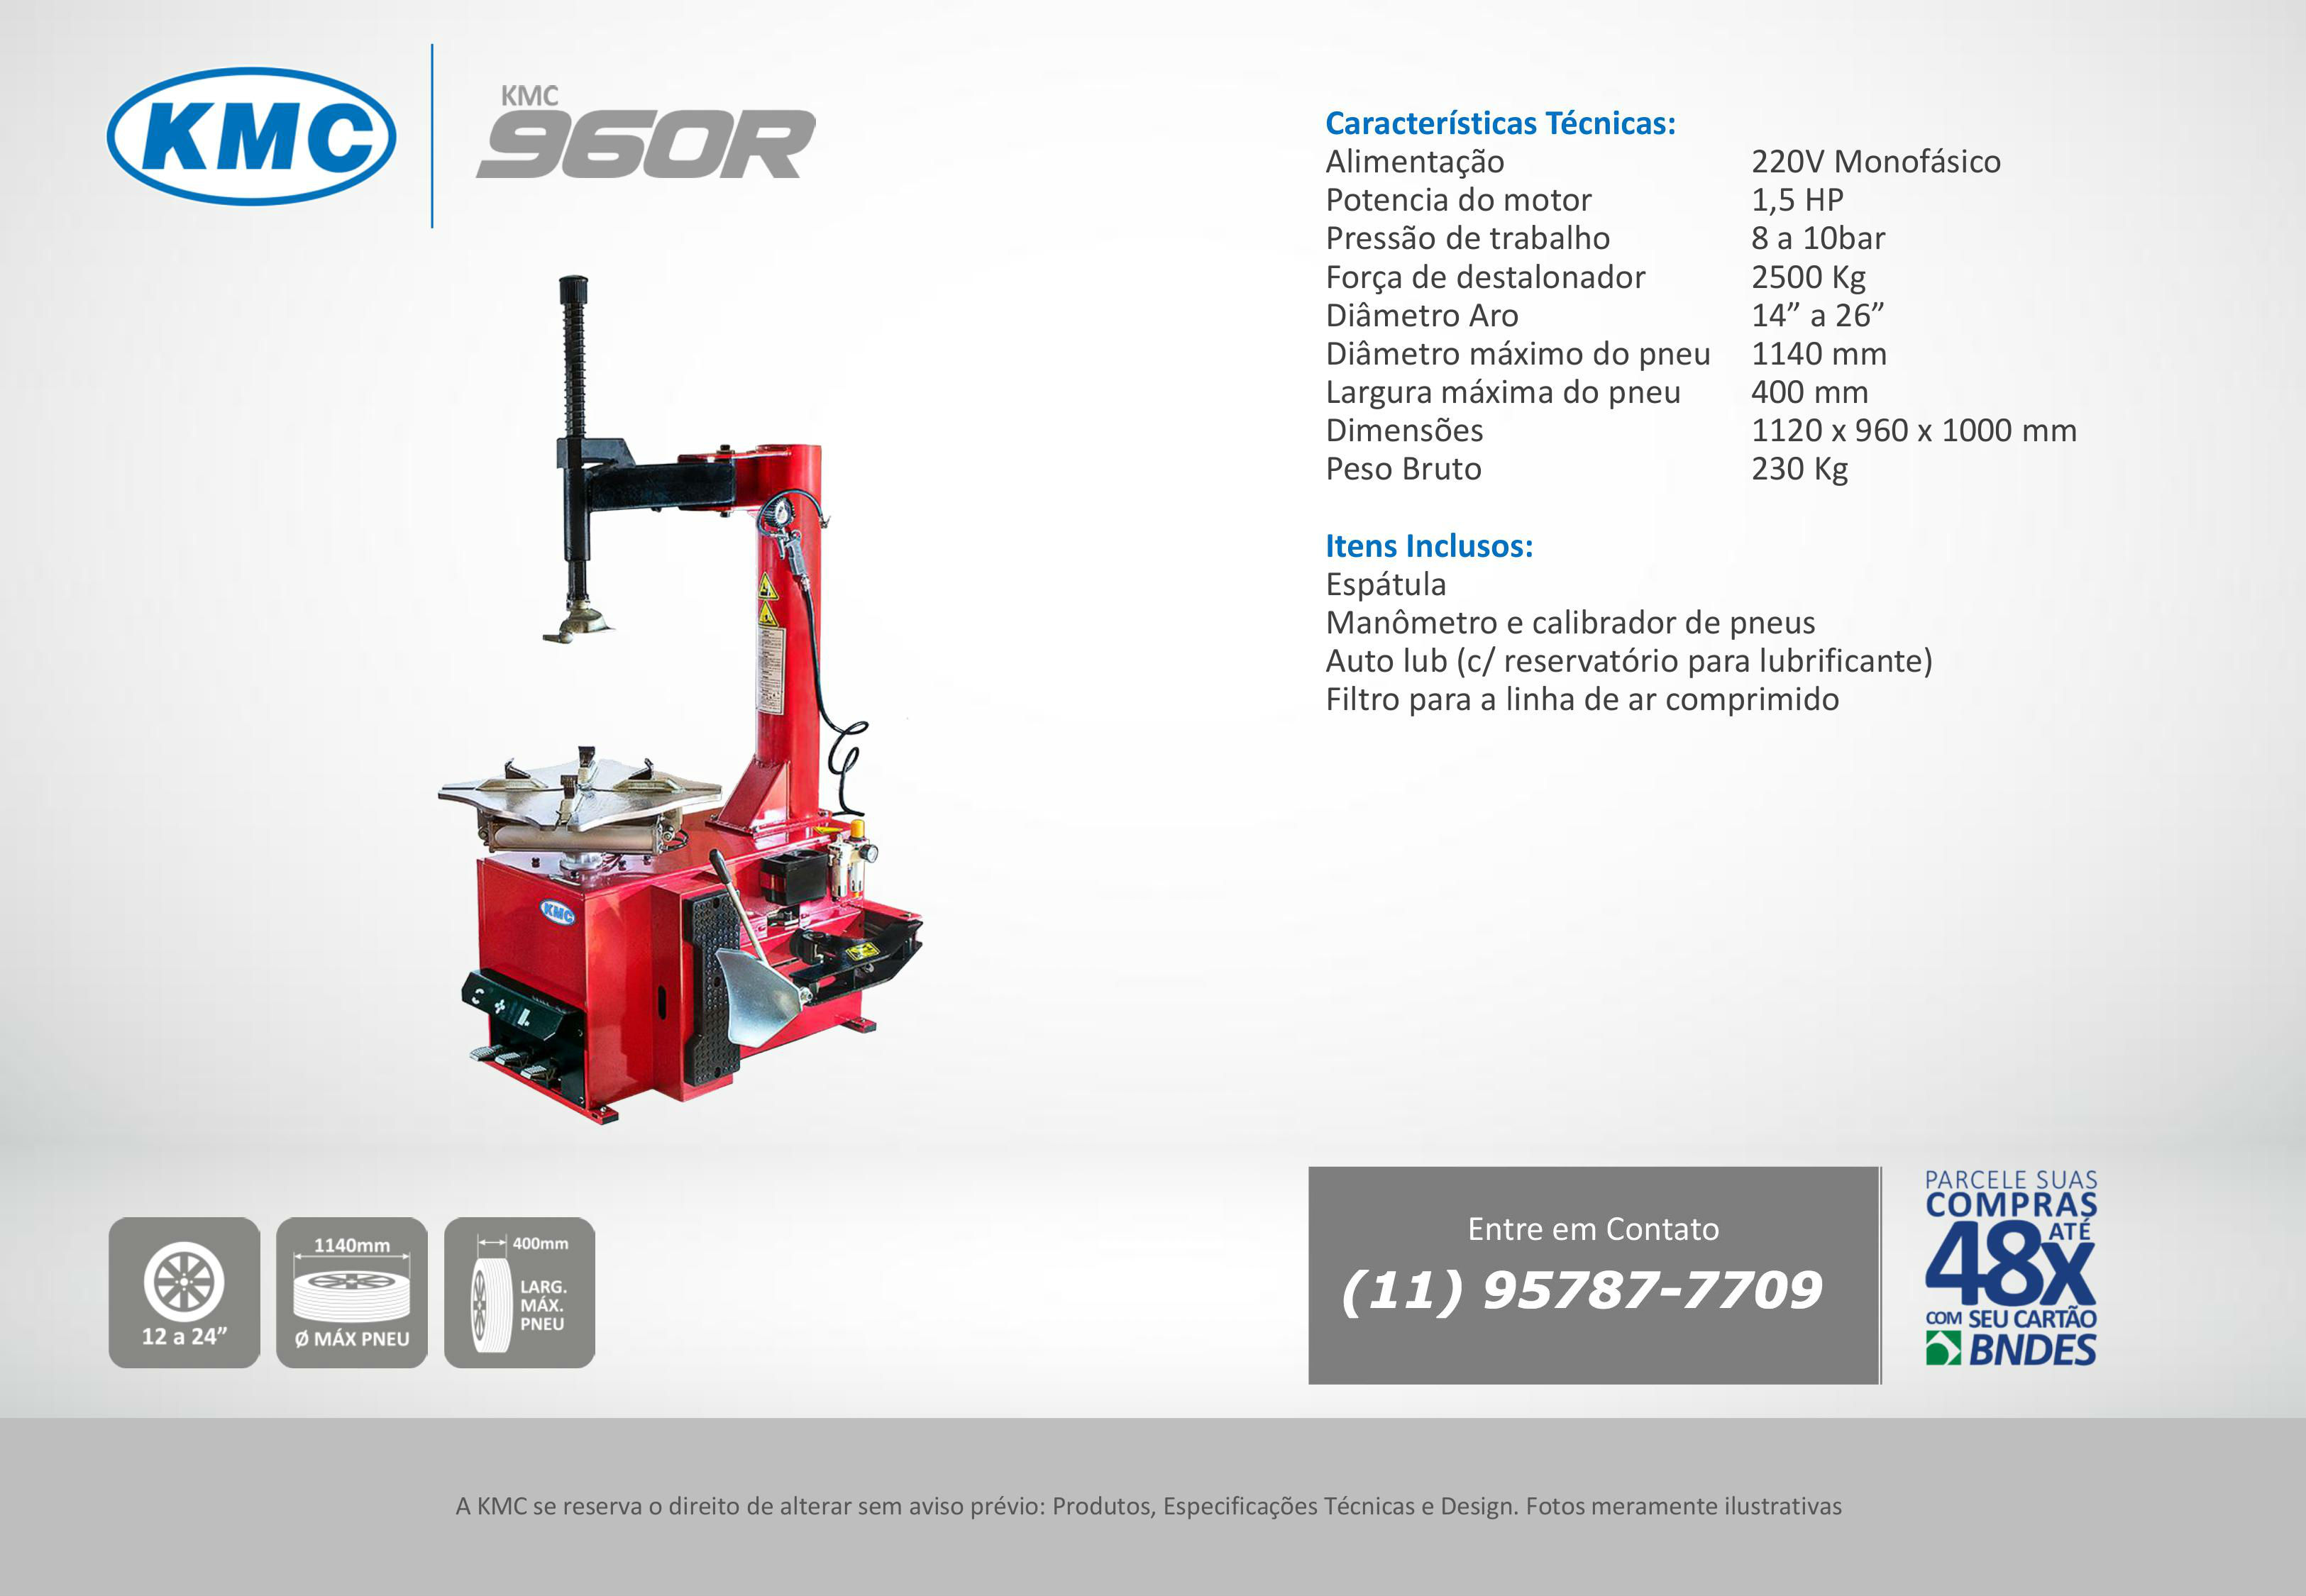 KMC
KMC
960R
Características Técnicas:
Alimentação 220V Monofásico
Potencia do motor 1,5 HP
Pressão de trabalho 8 a 10bar
Força de destalonador 2500 Kg
Diâmetro Aro 14” a 26”
Diâmetro máximo do pneu 1140 mm
Largura máxima do pneu 400 mm
Dimensões 1120 x 960 x 1000 mm
Peso Bruto 230 Kg
Itens Inclusos:
Espátula
Manômetro e calibrador de pneus
Auto lub (c/ reservatório para lubrificante)
Filtro para a linha de ar comprimido
KMC
12 a 24”
1140mm
Ø MÁX PNEU
400mm
LARG.
MÁX.
PNEU
Entre em Contato
(11) 95787-7709
PARCELE SUAS
COMPRAS
ATÉ
48X
COM SEU CARTÃO
BNDES
A KMC se reserva o direito de alterar sem aviso prévio: Produtos, Especificações Técnicas e Design. Fotos meramente ilustrativas